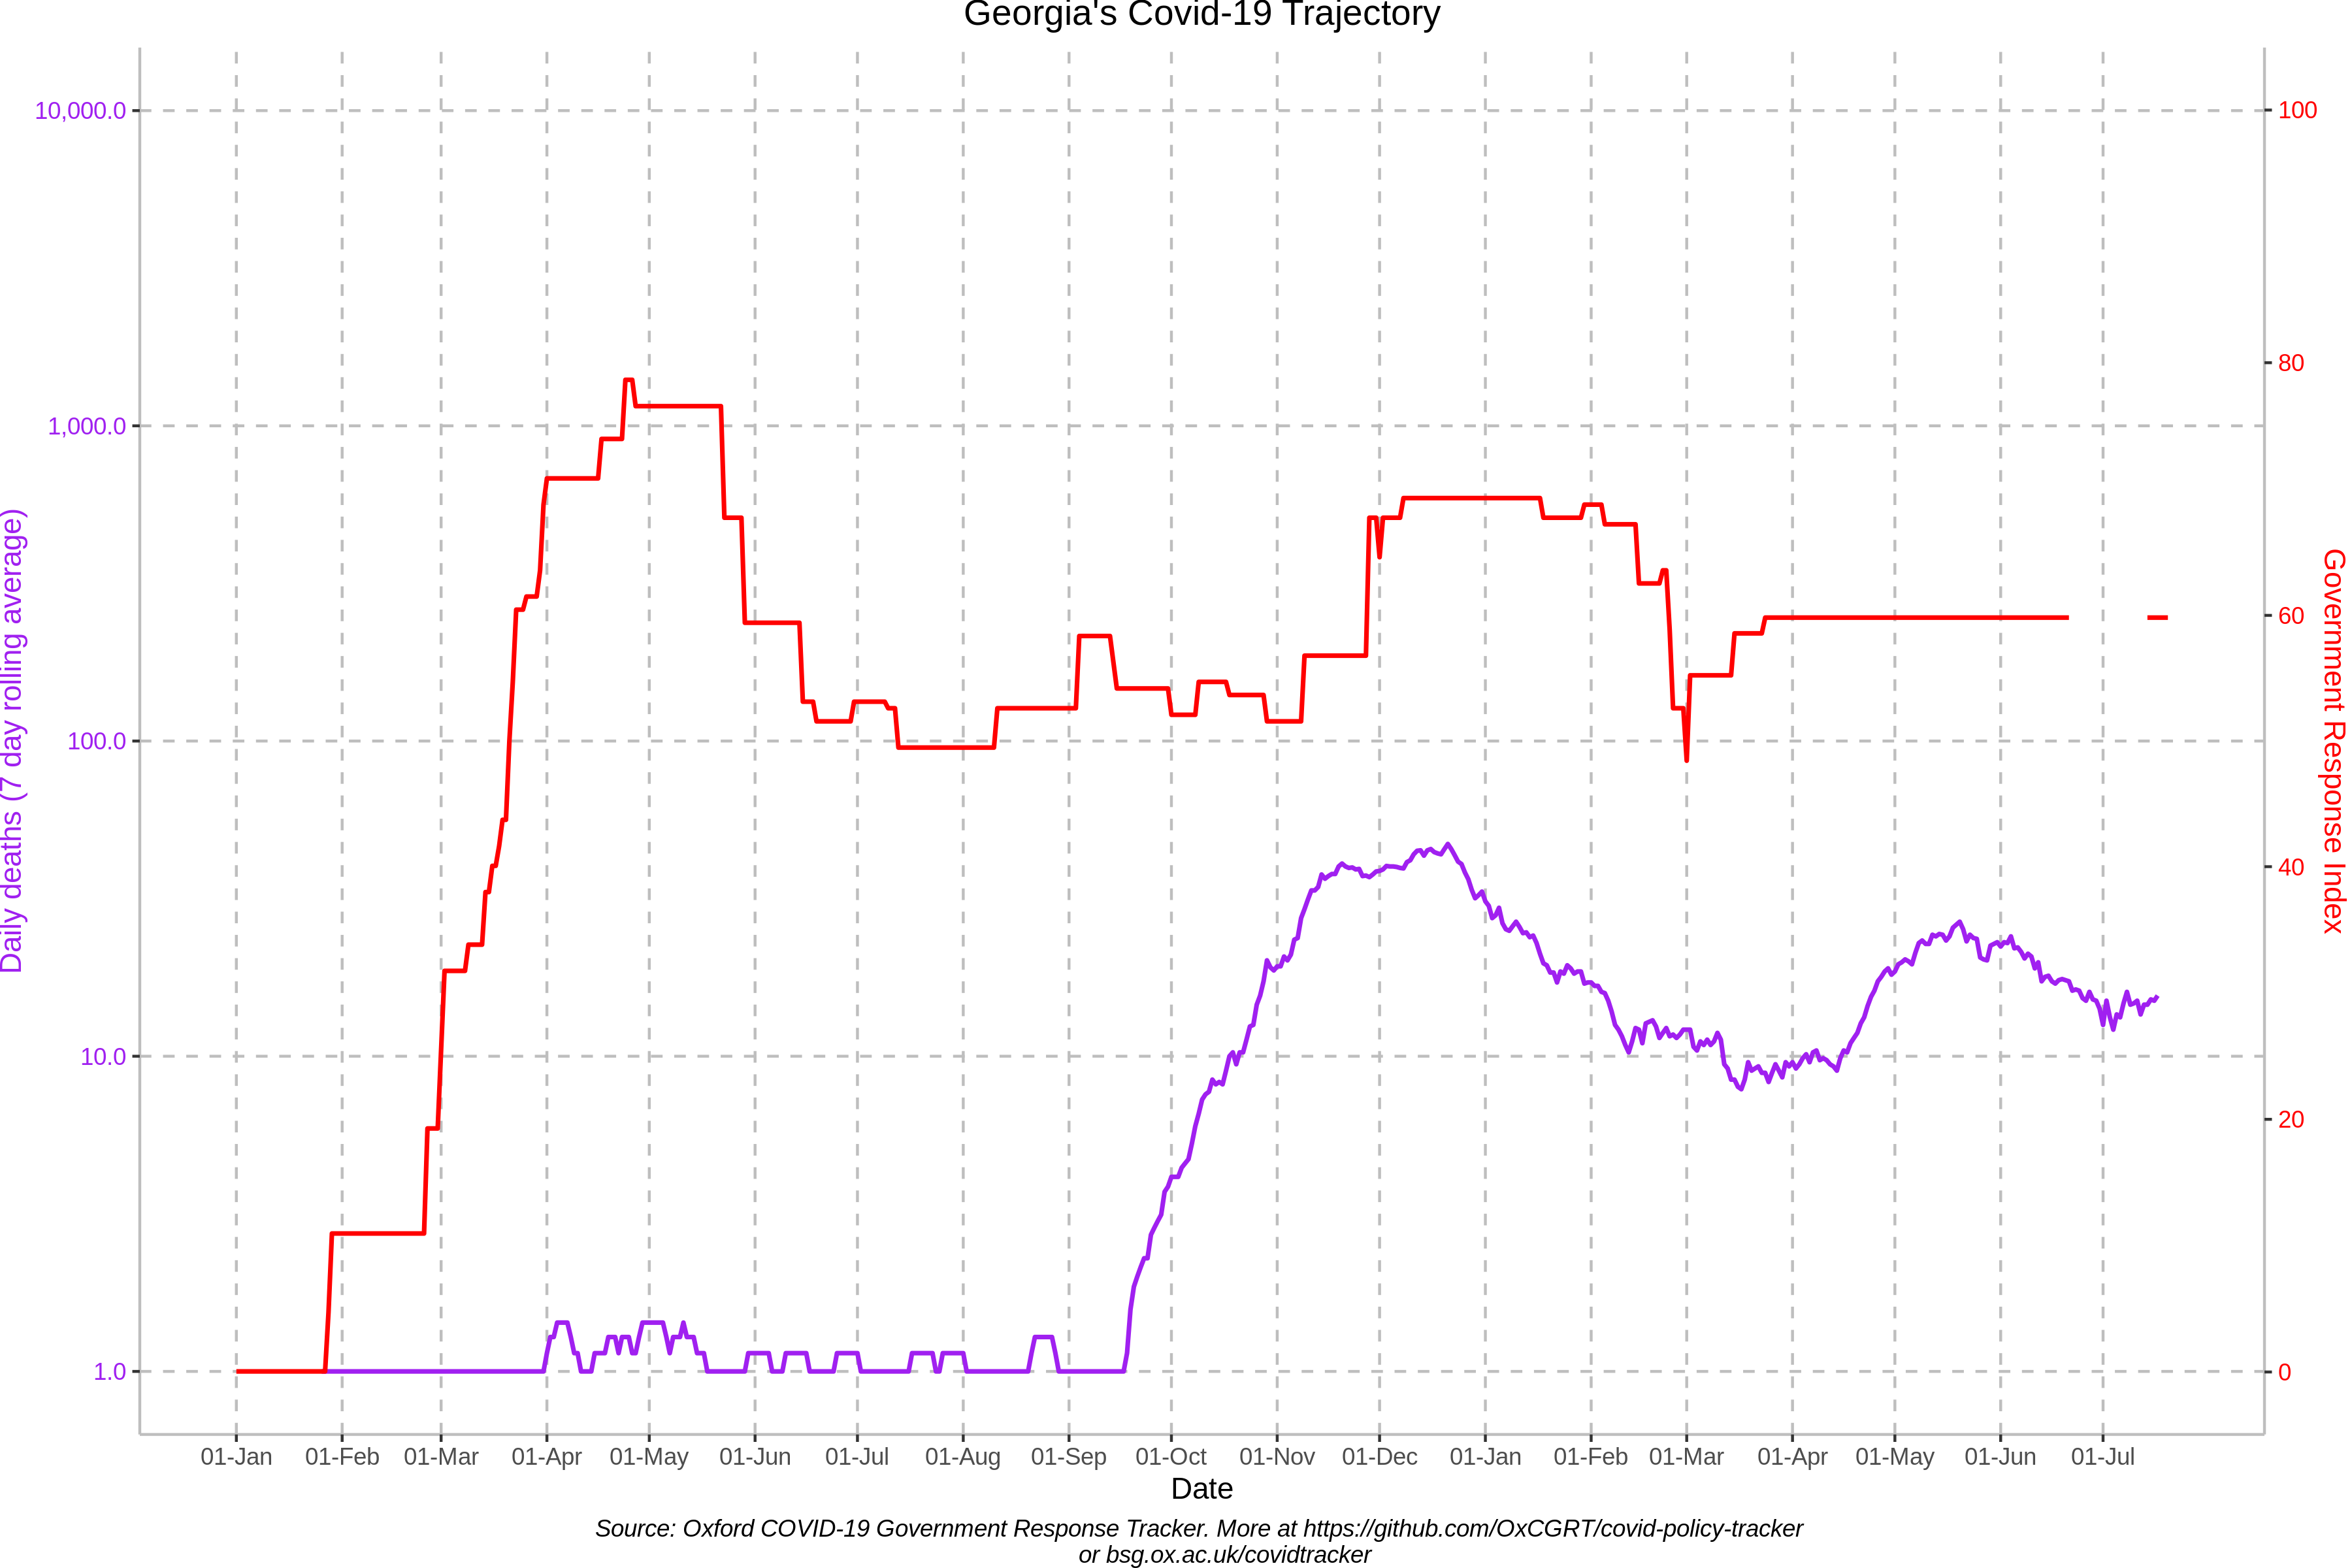 Georgia's Covid-19 Trajectory
10,000.0
1,000.0
100.0
10.0
1.0
Daily deaths (7 day rolling average)
100
80
60
40
20
0
Government Response Index
01-Jan 01-Feb 01-Mar 01-Apr 01-May 01-Jun 01-Jul 01-Aug 01-Sep 01-Oct 01-Nov 01-Dec 01-Jan 01-Feb 01-Mar 01-Apr 01-May 01-Jun 01-Jul
Date
Source: Oxford COVID-19 Government Response Tracker. More at https://github.com/OxCGRT/covid-policy-tracker
or bsg.ox.ac.uk/covidtracker